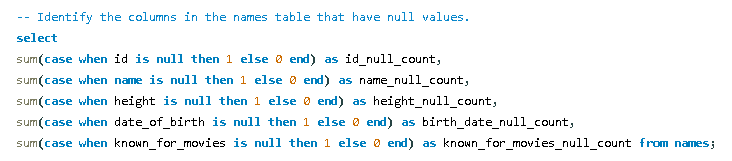 -- Identify the columns in the names table that have null values.
select
sum(case when id is null then 1 else 0 end) as id_null_count,
sum(case when name is null then 1 else 0 end) as name_null_count,
sum(case when height is null then 1 else 0 end) as height_null_count,
sum(case when date_of_birth is null then 1 else 0 end) as birth_date_null_count,
sum(case when known_for_movies is null then 1 else 0 end) as known_for_movies_null_count from names;